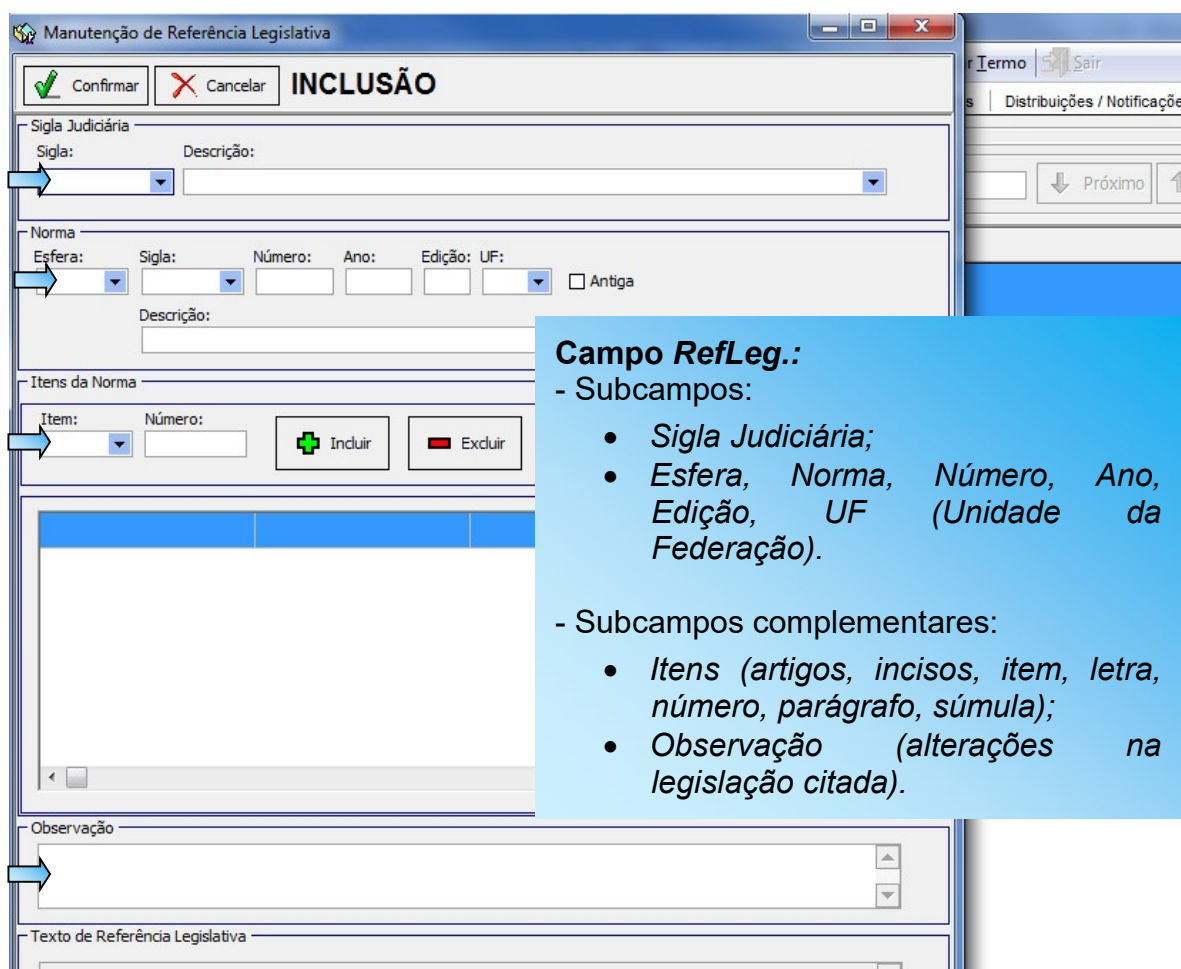 Manutenção de Referência Legislativa
Confirmar Cancelar INCLUSÃO
Sigla Judiciária
Sigla: Descrição:
Norma
Esfera: Sigla: Número: Ano: Edição: UF:
Antiga
Descrição:
Itens da Norma
Item: Número:
Incluir Excluir
Observação
Texto de Referência Legislativa
r Termo Sair
s Distribuições / Notificaçõe
Próximo
Campo RefLeg.:
- Subcampos:
• Sigla Judiciária;
• Esfera, Norma, Número, Ano,
Edição, UF (Unidade da
Federação).
- Subcampos complementares:
• Itens (artigos, incisos, item, letra,
número, parágrafo, súmula);
• Observação (alterações na
legislação citada).